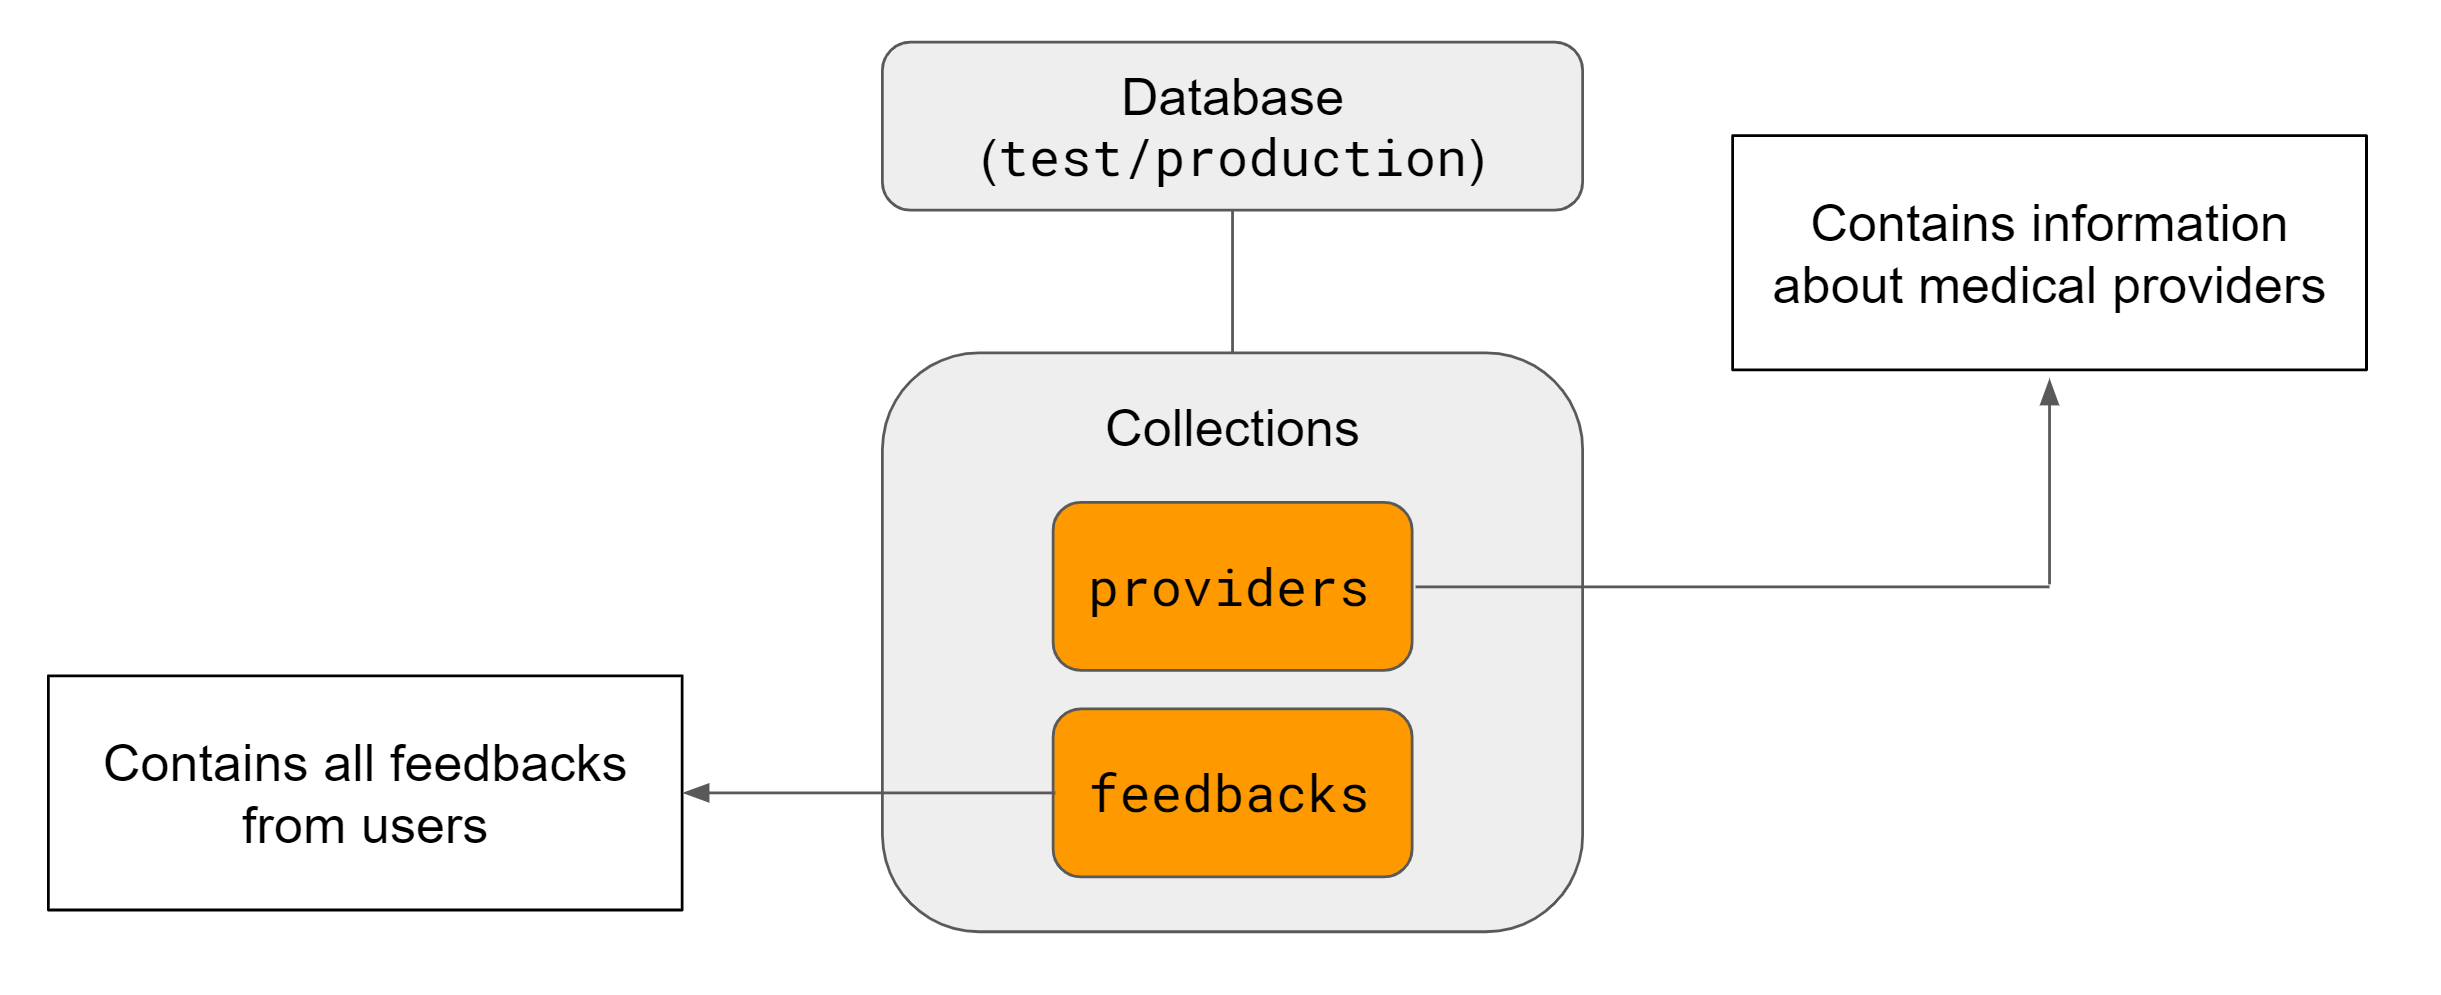 Database
(test/production)
Contains information
about medical providers
Collections
providers
feedbacks
Contains all feedbacks
from users